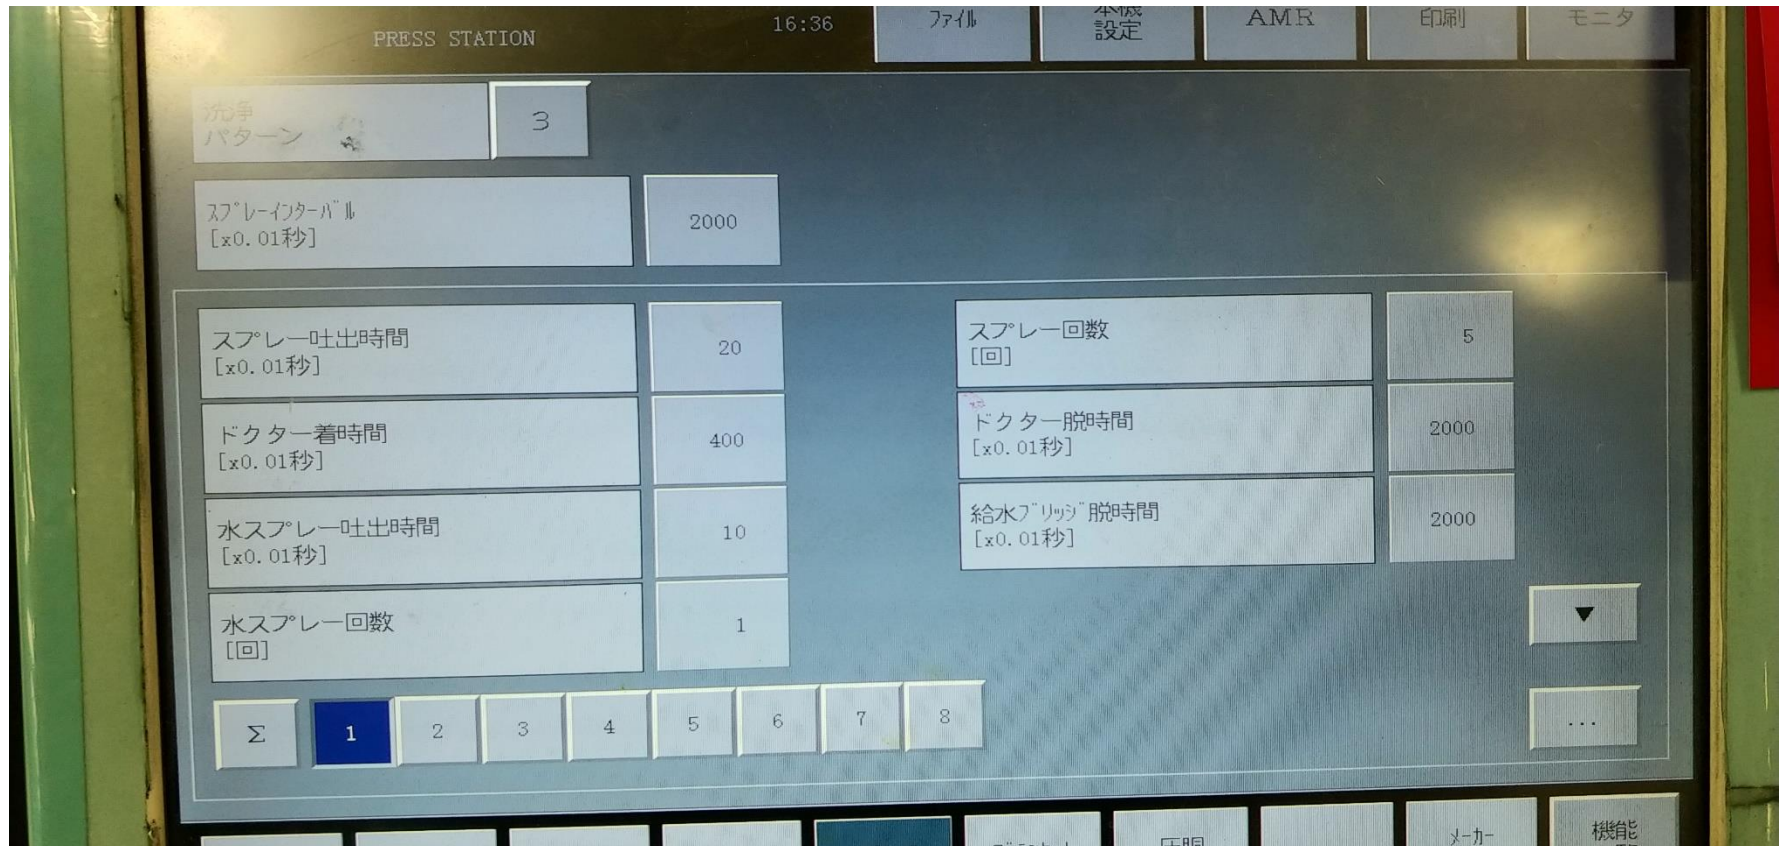 PRESS STATION
16:36
ファイル
本機
設定
AMR
印刷
モニタ
洗浄
パターン
3
スプレーインターバル
[x0.01秒]
2000
スプレー吐出時間
[x0.01秒]
20
スプレー回数
[回]
5
ドクター着時間
[x0.01秒]
400
ドクター脱時間
[x0.01秒]
2000
水スプレー吐出時間
[x0.01秒]
10
給水ブリッジ脱時間
[x0.01秒]
2000
水スプレー回数
[回]
1
▼
Σ 1 2 3 4 5 6 7 8
...
圧胴
メーカー
機能